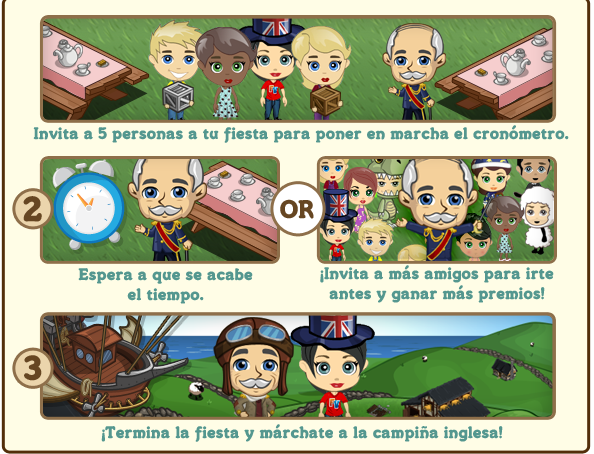 Invita a 5 personas a tu fiesta para poner en marcha el cronómetro.
2
OR
Espera a que se acabe
el tiempo.
¡Invita a más amigos para irte
antes y ganar más premios!
3
¡Termina la fiesta y márchate a la campiña inglesa!